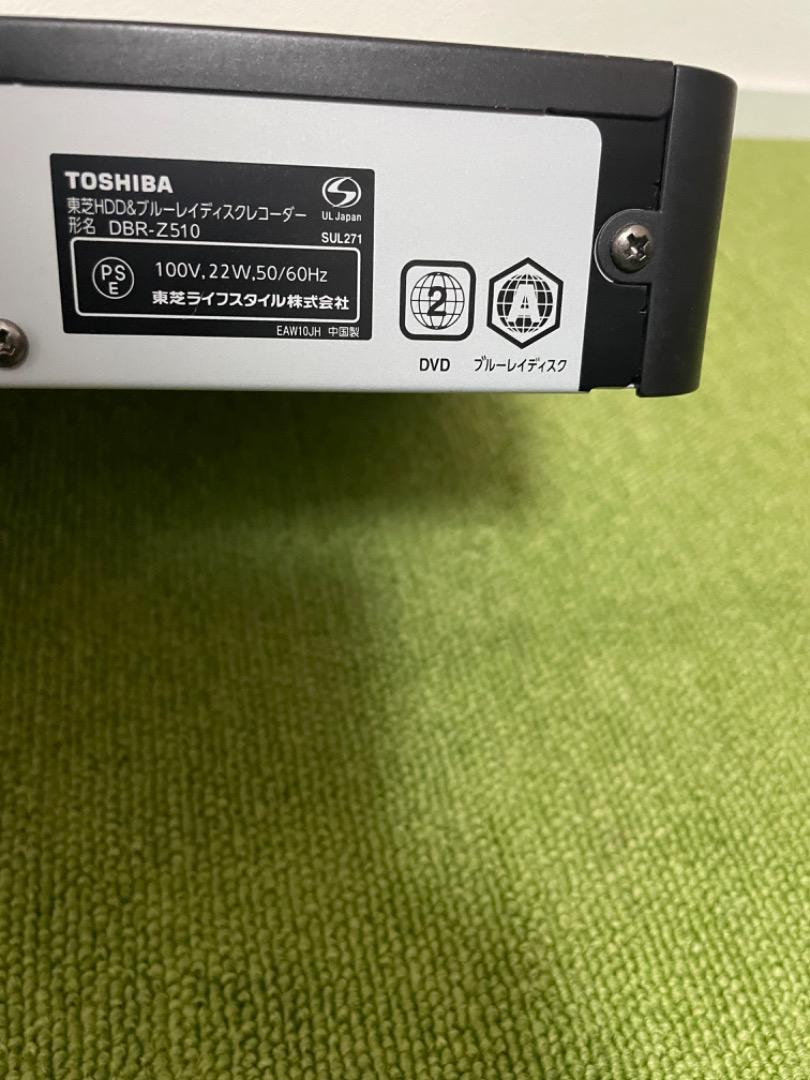 TOSHIBA
東芝HDD&ブルーレイディスクレコーダー
形名 DBR-Z510
UL Japan
SUL271
PS
E
100V,22W,50/60Hz
東芝ライフスタイル株式会社
EAW10JH 中国製
2
DVD
A
ブルーレイディスク